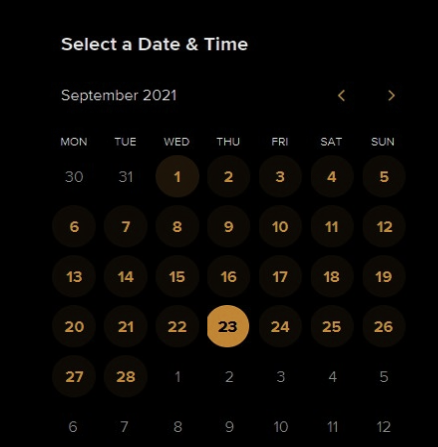 Select a Date & Time
September 2021
MON TUE WED THU FRI SAT SUN
30 31 1 2 3 4 5
6 7 8 9 10 11 12
13 14 15 16 17 18 19
20 21 22 23 24 25 26
27 28 1 2 3 4 5
6 7 8 9 10 11 12